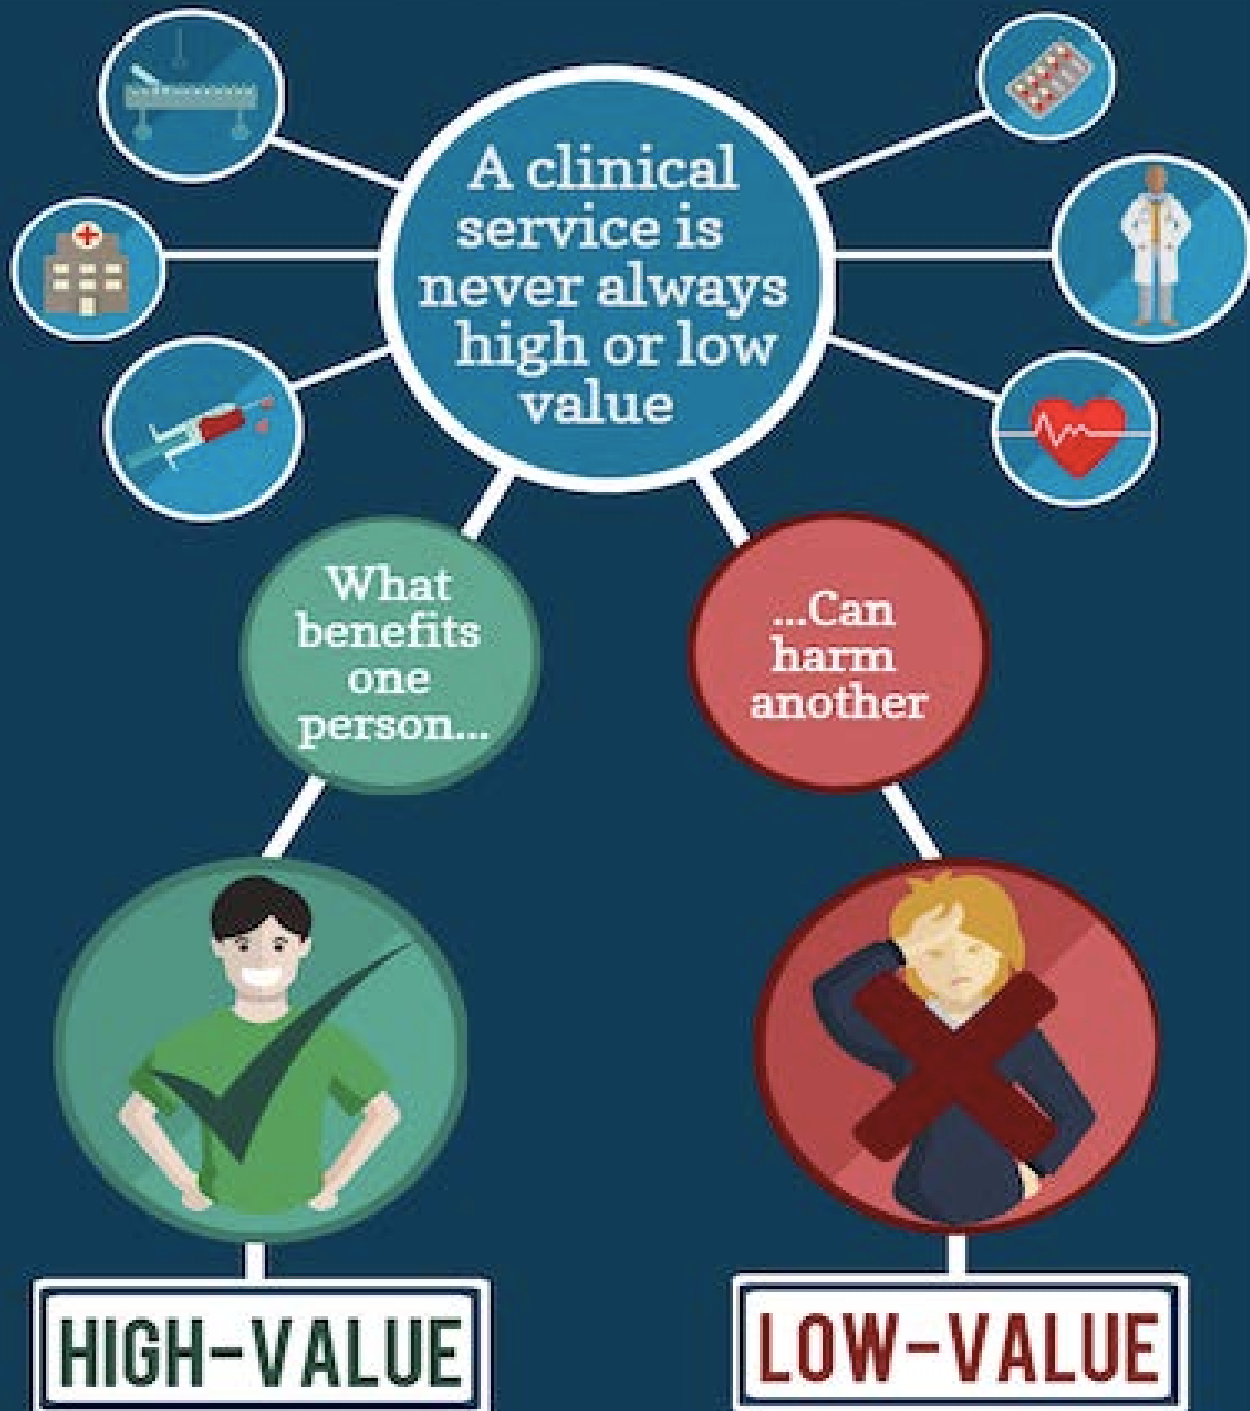 A clinical
service is
never always
high or low
value
What
benefits
one
person...
...Can
harm
another
HIGH-VALUE
LOW-VALUE